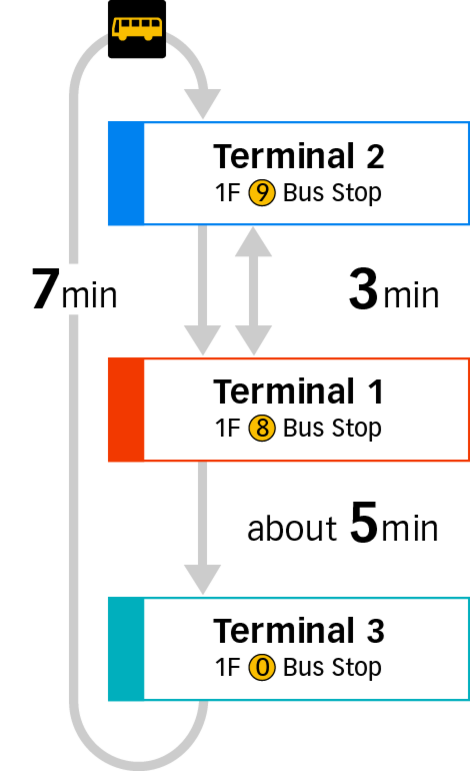 Terminal 2
1F 9 Bus Stop
7min
3min
Terminal 1
1F 8 Bus Stop
about 5min
Terminal 3
1F 0 Bus Stop